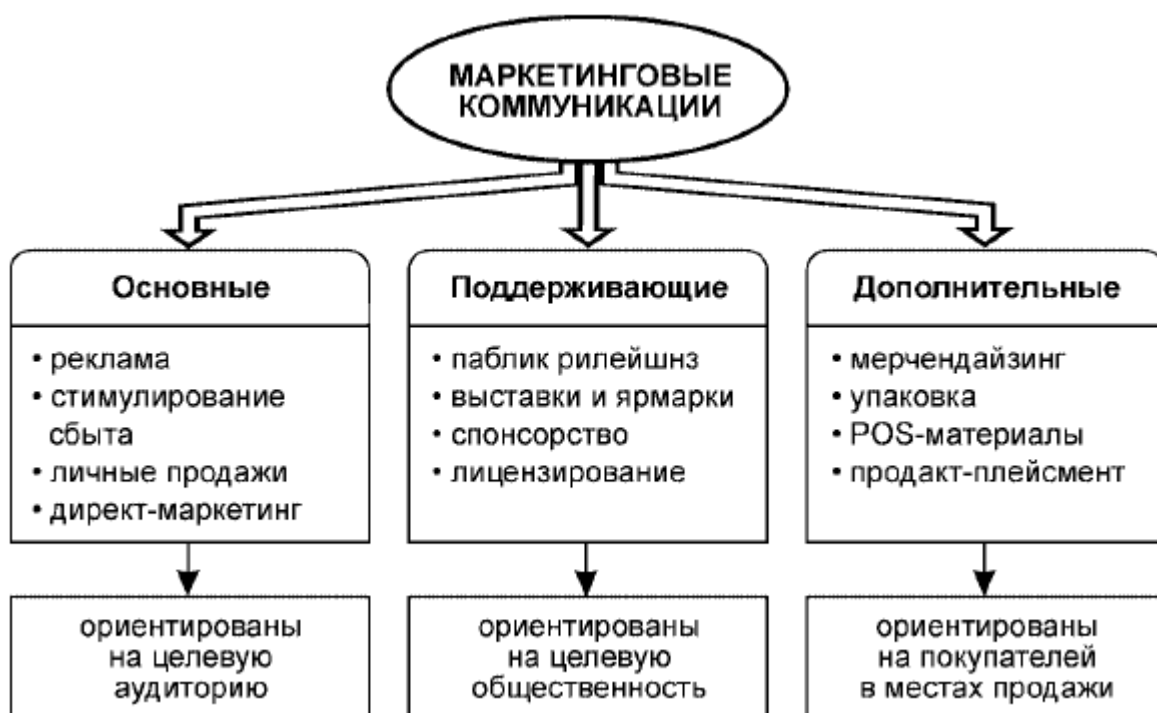 МАРКЕТИНГОВЫЕ
КОММУНИКАЦИИ
Основные
• реклама
• стимулирование
сбыта
• личные продажи
• директ-маркетинг
ориентированы
на целевую
аудиторию
Поддерживающие
• паблик рилейшнз
• выставки и ярмарки
• спонсорство
• лицензирование
ориентированы
на целевую
общественность
Дополнительные
• мерчендайзинг
• упаковка
• POS-материалы
• продакт-плейсмент
ориентированы
на покупателей
в местах продажи